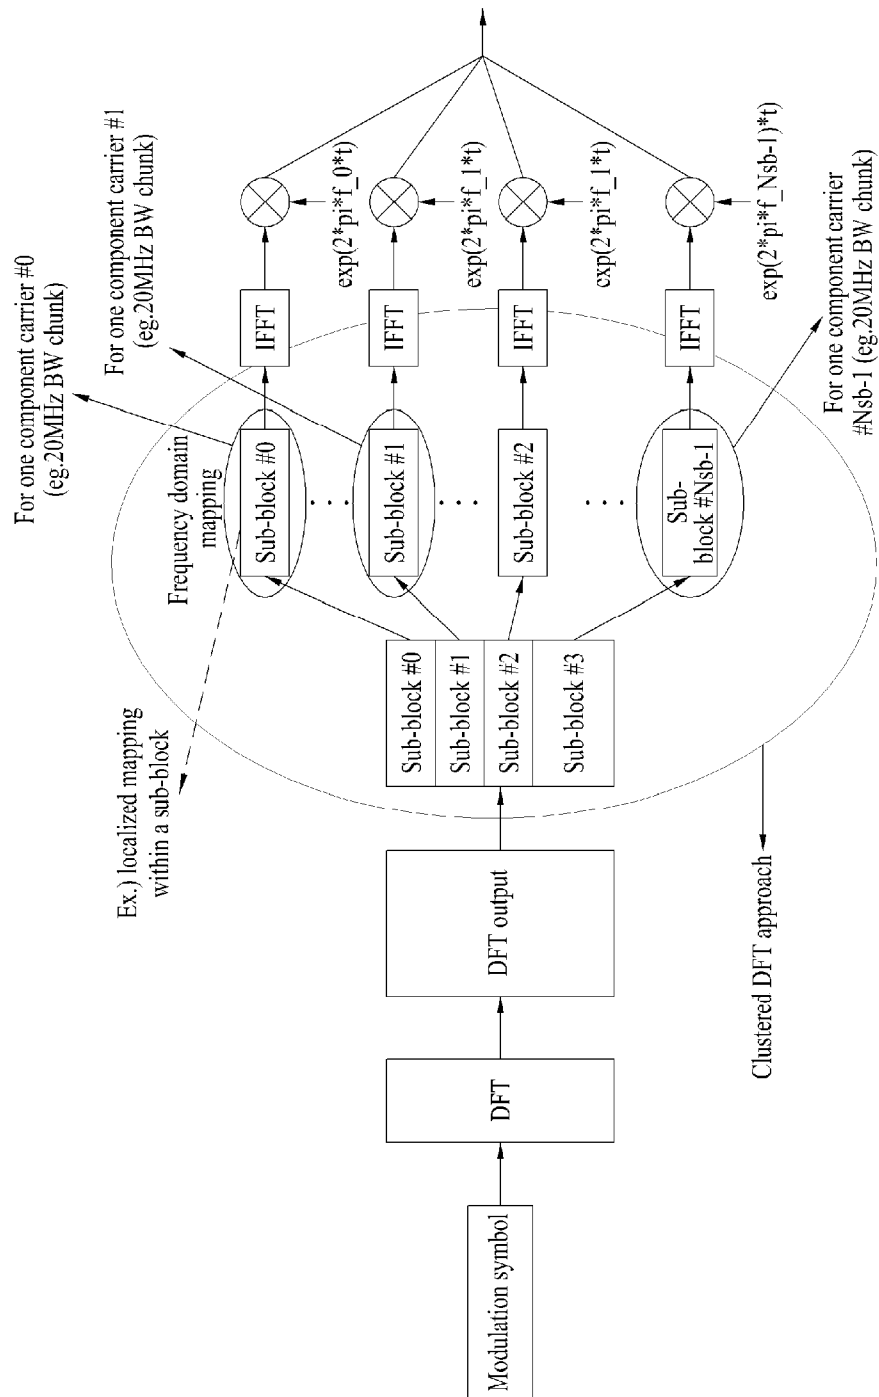 Modulation symbol
DFT
DFT output
Sub-block #0
Sub-block #1
Sub-block #2
Sub-block #3
Ex.) localized mapping
within a sub-block
Frequency domain
mapping
For one component carrier #0
(eg.20MHz BW chunk)
For one component carrier #1
(eg.20MHz BW chunk)
Sub-block #0
IFFT
exp(2*pi*f_0*t)
Sub-block #1
IFFT
exp(2*pi*f_1*t)
Sub-block #2
IFFT
exp(2*pi*f_1*t)
Sub-
block #Nsb-1
IFFT
exp(2*pi*f_Nsb-1)*t)
For one component carrier
#Nsb-1 (eg.20MHz BW chunk)
Clustered DFT approach